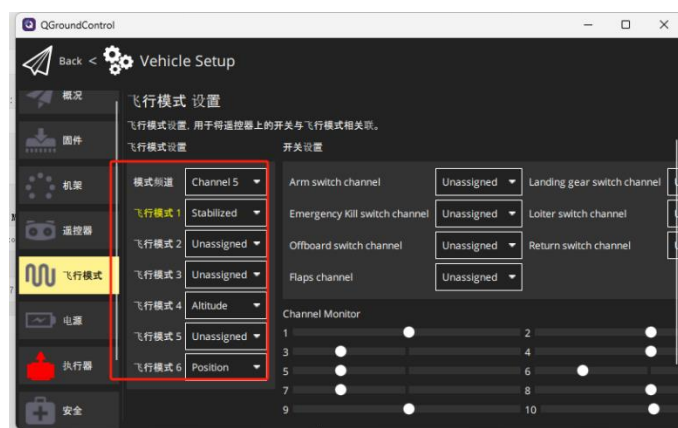 QGroundControl
Back < Vehicle Setup
概况
固件
机架
遥控器
飞行模式
电源
执行器
安全
飞行模式 设置
飞行模式设置, 用于将遥控器上的开关与飞行模式相关联。
飞行模式设置
模式频道 Channel 5
飞行模式 1 Stabilized
飞行模式 2 Unassigned
飞行模式 3 Unassigned
飞行模式 4 Altitude
飞行模式 5 Unassigned
飞行模式 6 Position
开关设置
Arm switch channel Unassigned Landing gear switch channel
Emergency Kill switch channel Unassigned Loiter switch channel
Offboard switch channel Unassigned Return switch channel
Flaps channel Unassigned
Channel Monitor
1 2
3 4
5 6
7 8
9 10